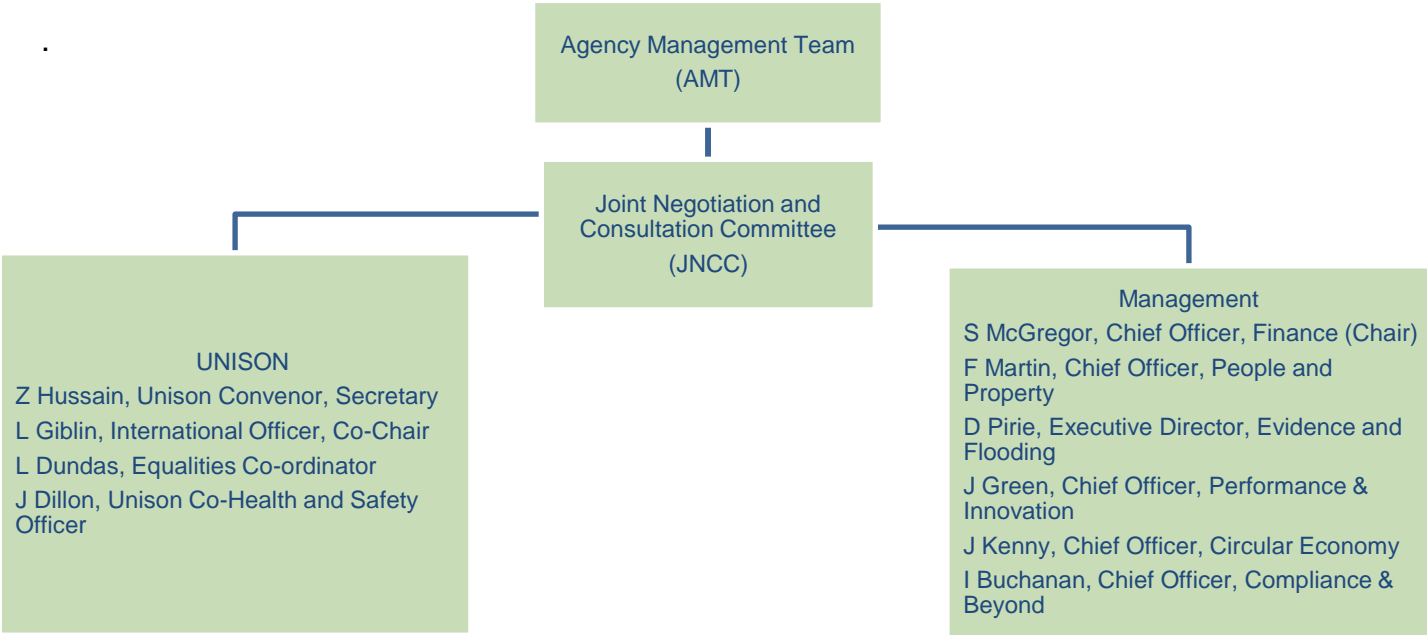 .
Agency Management Team
(AMT)
Joint Negotiation and
Consultation Committee
(JNCC)
UNISON
Z Hussain, Unison Convenor, Secretary
L Giblin, International Officer, Co-Chair
L Dundas, Equalities Co-ordinator
J Dillon, Unison Co-Health and Safety
Officer
Management
S McGregor, Chief Officer, Finance (Chair)
F Martin, Chief Officer, People and
Property
D Pirie, Executive Director, Evidence and
Flooding
J Green, Chief Officer, Performance &
Innovation
J Kenny, Chief Officer, Circular Economy
I Buchanan, Chief Officer, Compliance &
Beyond